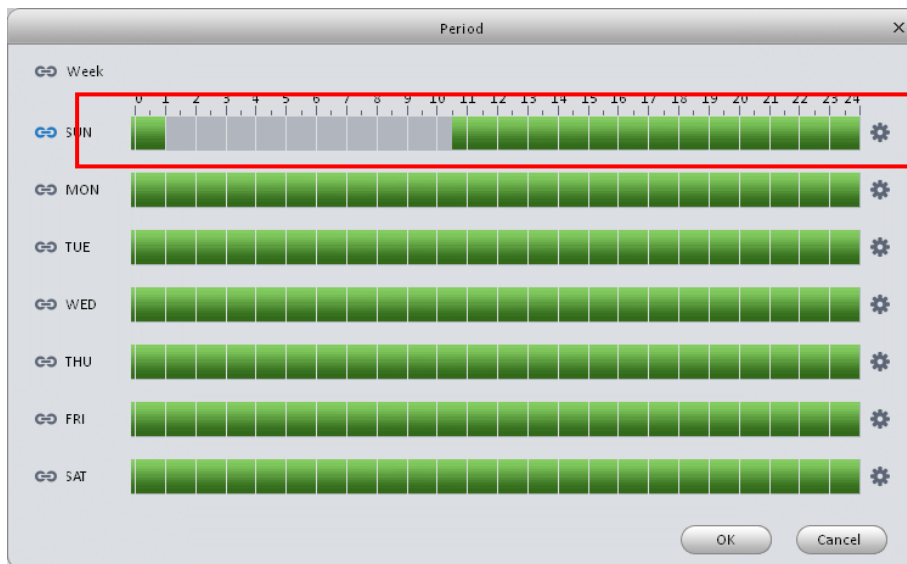 Period
Week
0 1 2 3 4 5 6 7 8 9 10 11 12 13 14 15 16 17 18 19 20 21 22 23 24
SUN
MON
TUE
WED
THU
FRI
SAT
OK Cancel